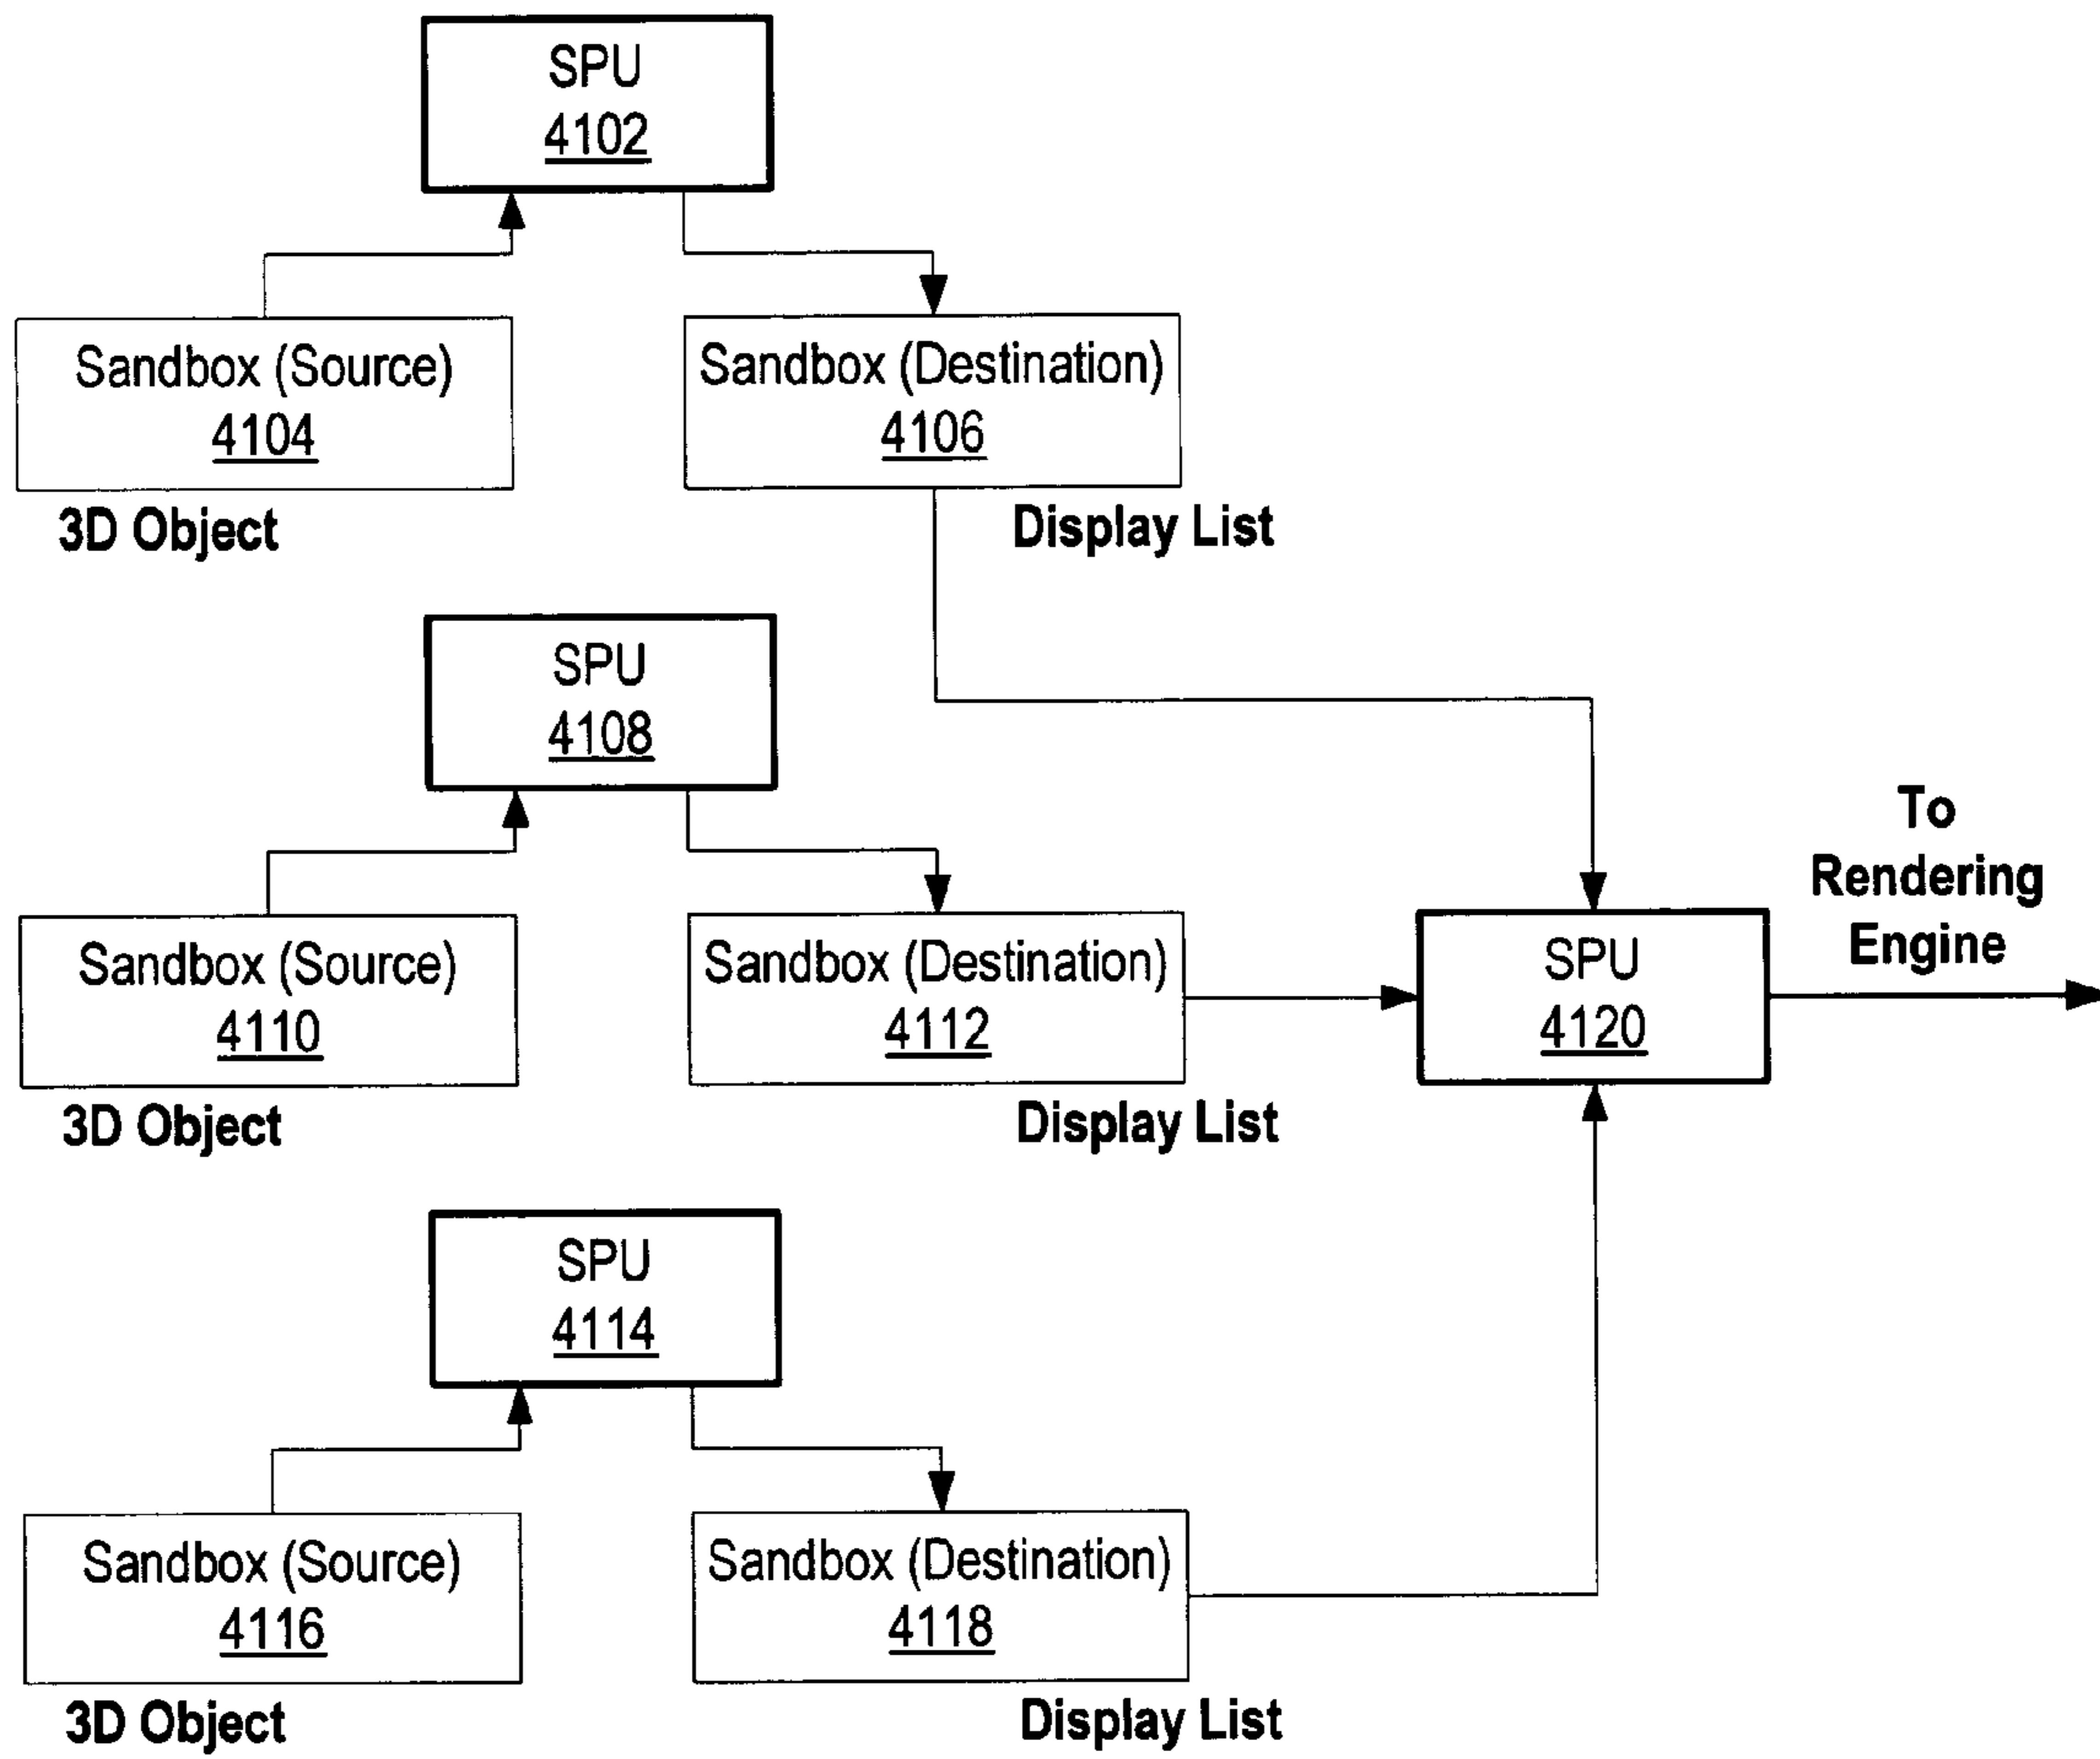 SPU
4102
Sandbox (Source)
4104
3D Object
Sandbox (Destination)
4106
Display List
SPU
4108
Sandbox (Source)
4110
3D Object
Sandbox (Destination)
4112
Display List
SPU
4120
To
Rendering
Engine
SPU
4114
Sandbox (Source)
4116
3D Object
Sandbox (Destination)
4118
Display List